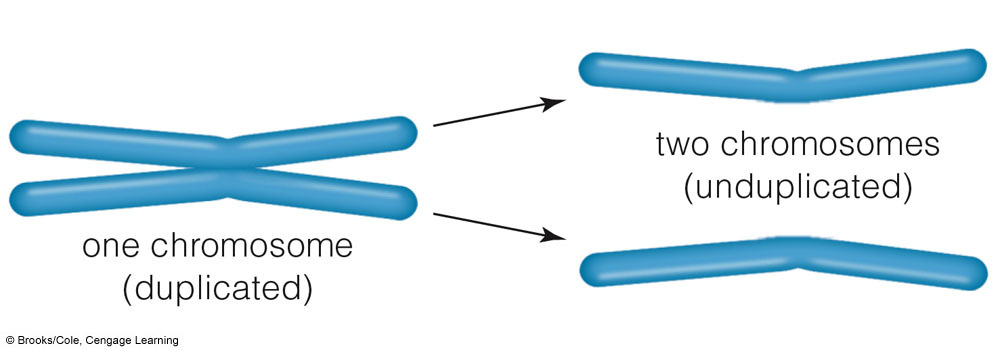 one chromosome
(duplicated)
two chromosomes
(unduplicated)
© Brooks/Cole, Cengage Learning